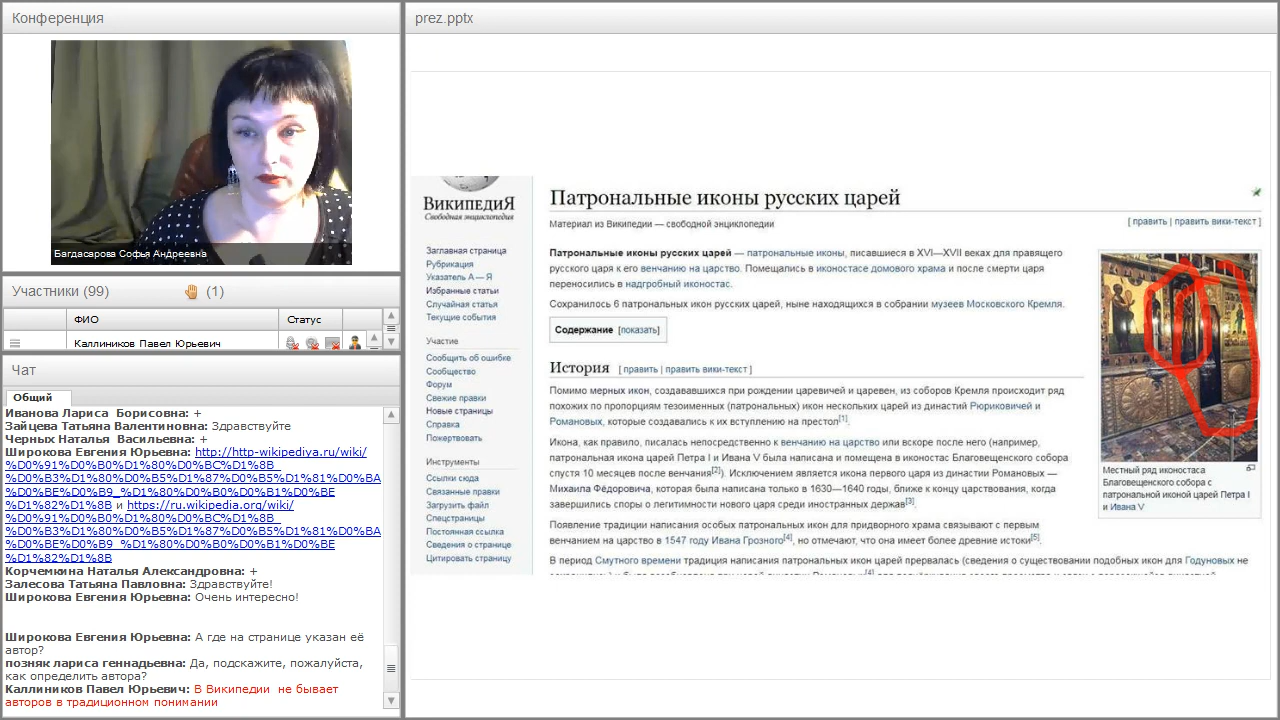 Конференция
Багдасарова Софья Андреевна
Участники (99) (1)
ФИО Статус
Каллиников Павел Юрьевич
Чат
Общий
Иванова Лариса  Борисовна: +
Зайцева Татьяна Валентиновна: Здравствуйте
Черных Наталья  Васильевна: +
Широкова Евгения Юрьевна: http://http-wikipediya.ru/wiki/
%D0%91%D0%B0%D1%80%D0%BC%D1%8B_
%D0%B3%D1%80%D0%B5%D1%87%D0%B5%D1%81%D0%BA
%D0%BE%D0%B9_%D1%80%D0%B0%D0%B1%D0%BE
%D1%82%D1%8B и https://ru.wikipedia.org/wiki/
%D0%91%D0%B0%D1%80%D0%BC%D1%8B_
%D0%B3%D1%80%D0%B5%D1%87%D0%B5%D1%81%D0%BA
%D0%BE%D0%B9_%D1%80%D0%B0%D0%B1%D0%BE
%D1%82%D1%8B
Корчемкина Наталья Александровна: +
Залесова Татьяна Павловна: Здравствуйте!
Широкова Евгения Юрьевна: Очень интересно!
Широкова Евгения Юрьевна: А где на странице указан её
автор?
позняк лариса геннадьевна: Да, подскажите, пожалуйста,
как определить автора?
Каллиников Павел Юрьевич: В Википедии  не бывает
авторов в традиционном понимании
prez.pptx
ВикипедиЯ
Свободная энциклопедия
Заглавная страница
Рубрикация
Указатель А — Я
Избранные статьи
Случайная статья
Текущие события
Участие
Сообщить об ошибке
Сообщество
Форум
Свежие правки
Новые страницы
Справка
Пожертвовать
Инструменты
Ссылки сюда
Связанные правки
Загрузить файл
Спецстраницы
Постоянная ссылка
Сведения о странице
Цитировать страницу
Патрональные иконы русских царей
Материал из Википедии — свободной энциклопедии
[ править | править вики-текст ]
Патрональные иконы русских царей — патрональные иконы, писавшиеся в XVI—XVII веках для правящего
русского царя к его венчанию на царство. Помещались в иконостасе домового храма и после смерти царя
переносились в надгробный иконостас.
Сохранилось 6 патрональных икон русских царей, ныне находящихся в собрании музеев Московского Кремля.
Содержание [показать]
История [ править | править вики-текст ]
Помимо мерных икон, создававшихся при рождении царевичей и царевен, из соборов Кремля происходит ряд
похожих по пропорциям тезоименных (патрональных) икон нескольких царей из династий Рюриковичей и
Романовых, которые создавались к их вступлению на престол[1].
Икона, как правило, писалась непосредственно к венчанию на царство или вскоре после него (например,
патрональная икона царей Петра I и Ивана V была написана и помещена в иконостас Благовещенского собора
спустя 10 месяцев после венчания[2]). Исключением является икона первого царя из династии Романовых —
Михаила Фёдоровича, которая была написана только в 1630—1640 годы, ближе к концу царствования, когда
завершились споры о легитимности нового царя среди иностранных держав[3].
Появление традиции написания особых патрональных икон для придворного храма связывают с первым
венчанием на царство в 1547 году Ивана Грозного[4], но отмечают, что она имеет более древние истоки[5].
В период Смутного времени традиция написания патрональных икон царей прервалась (сведения о существовании подобных икон для Годуновых не
Местный ряд иконостаса
Благовещенского собора с
патрональной иконой царей Петра I
и Ивана V